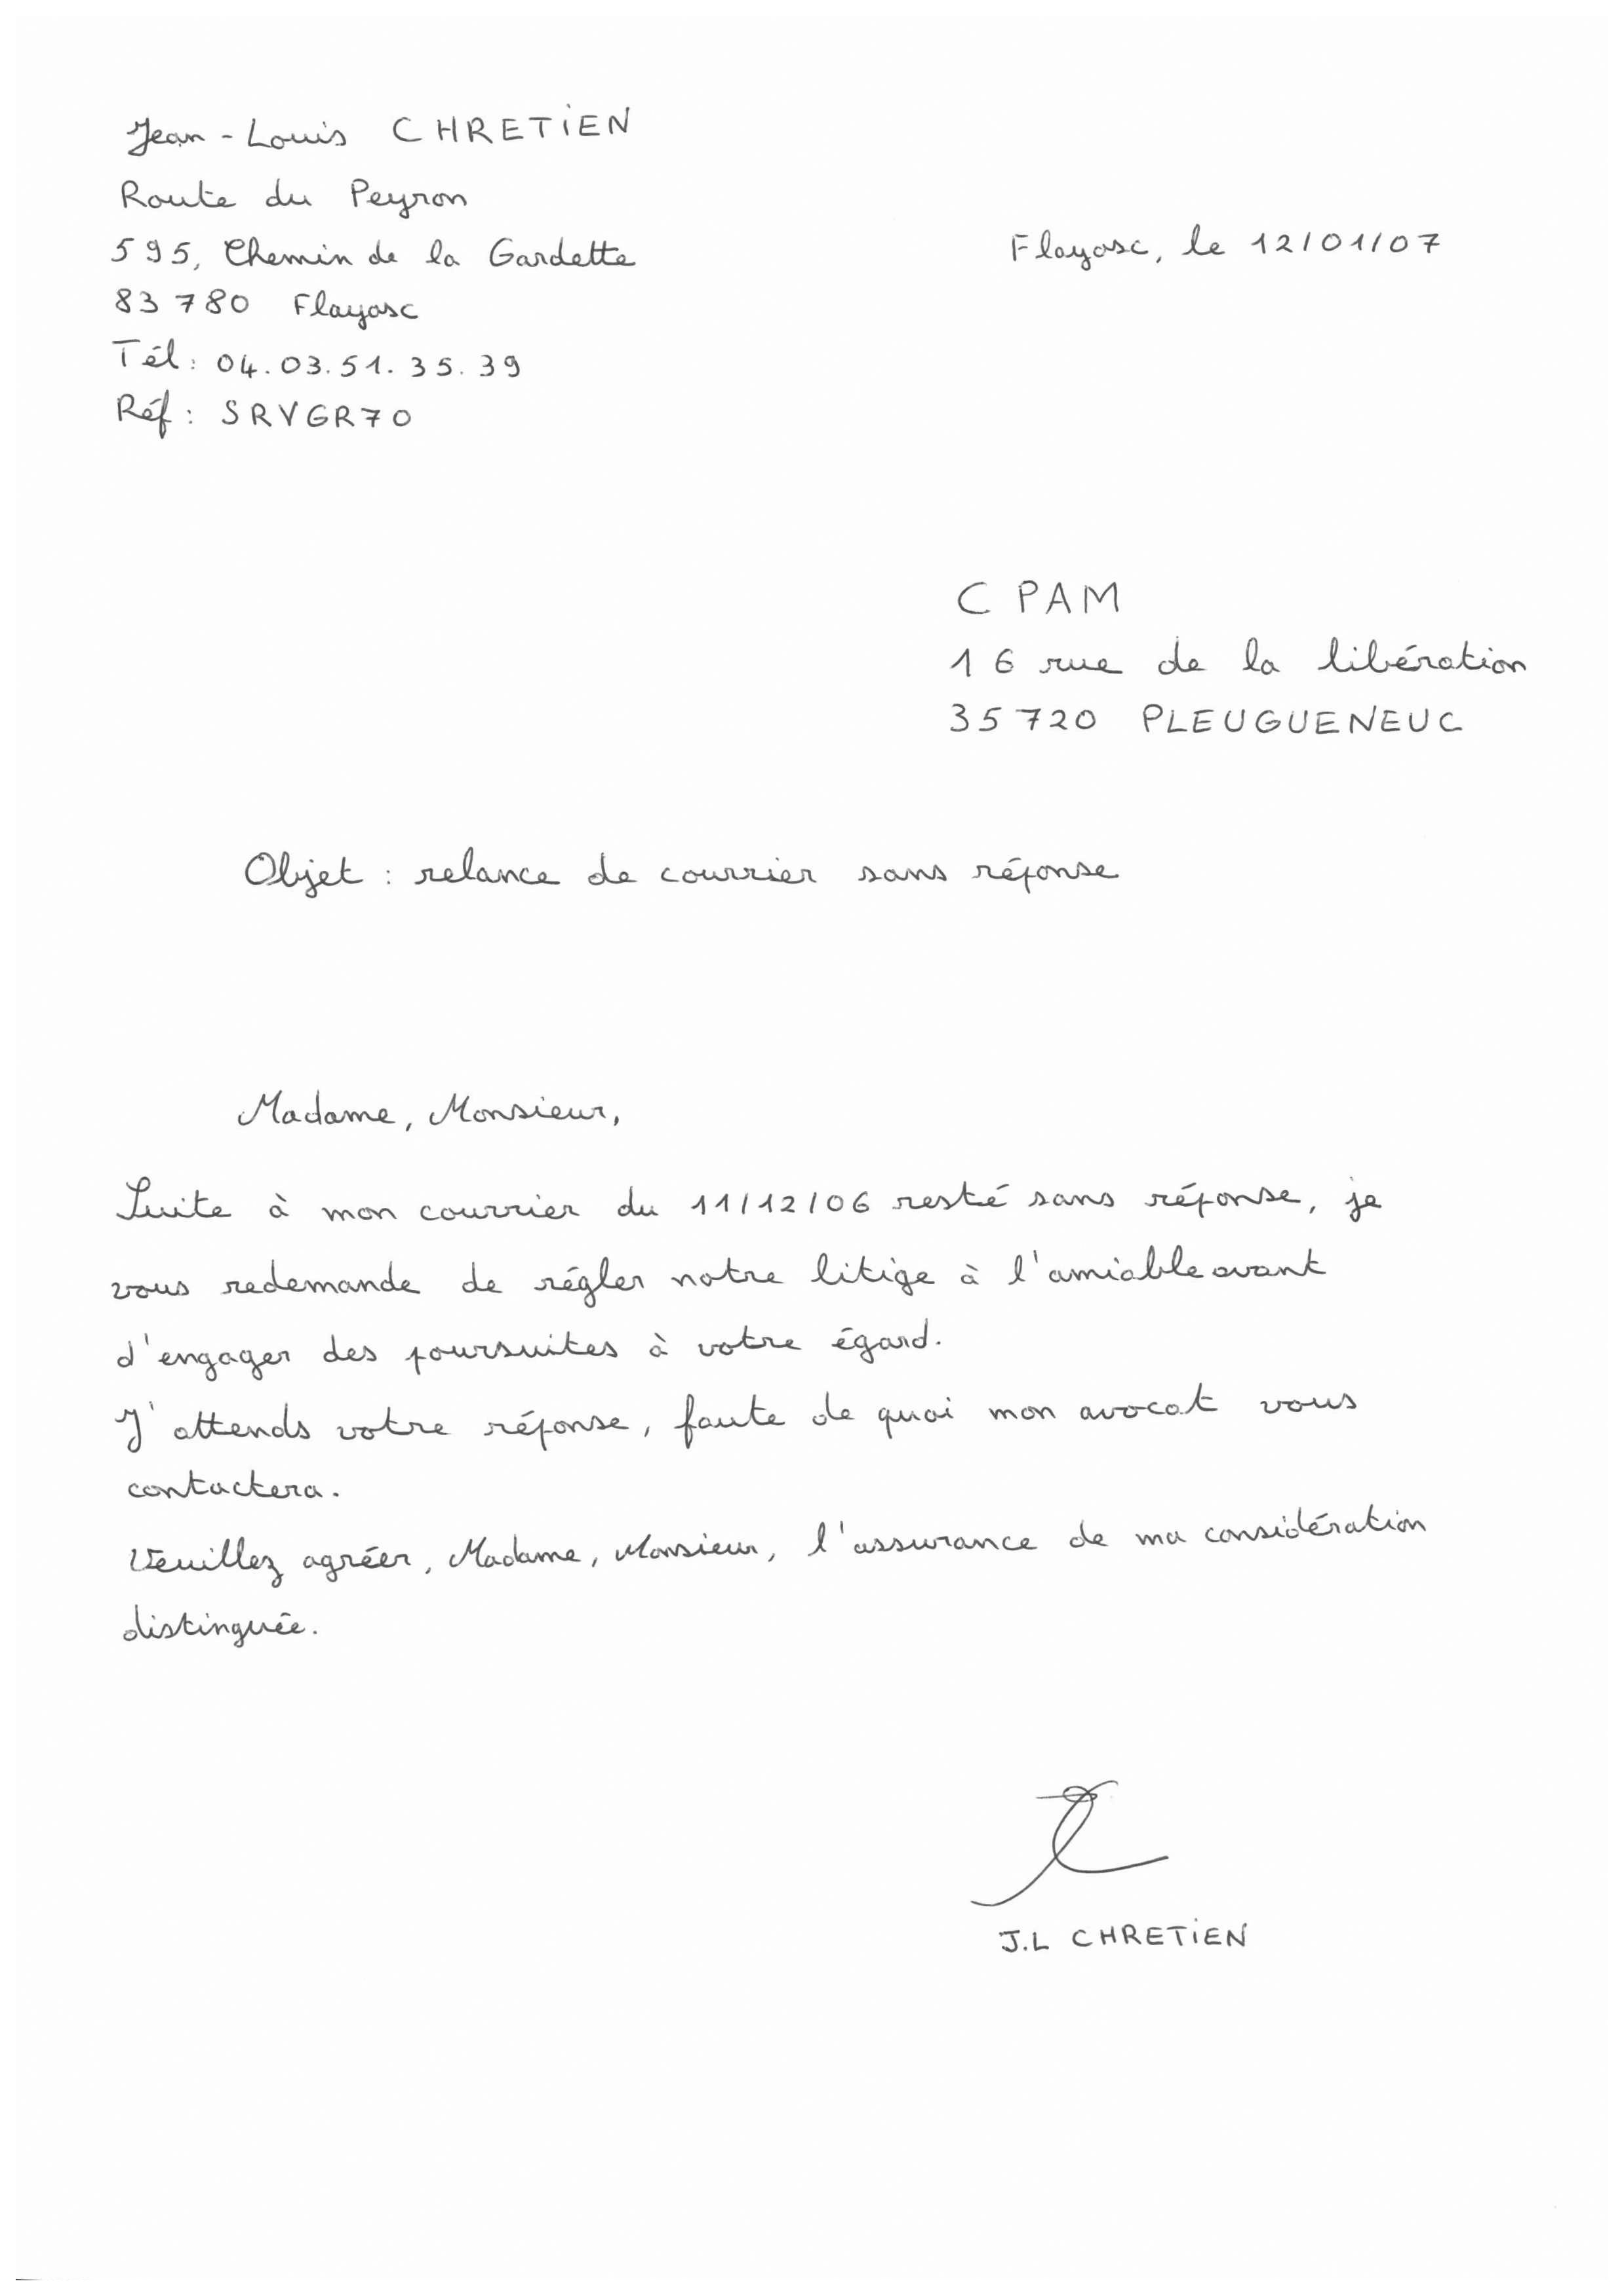 Jean-Louis CHRETIEN
Route du Peyron
595, Chemin de la Gardette
83780 Flayosc
Tél: 04.03.51.35.39
Réf: SRVGR70
Flayosc, le 12/01/07
CPAM
16 rue de la libération
35720 PLEUGUENEUC
Objet : relance de courrier sans réponse
Madame, Monsieur,
Suite à mon courrier du 11/12/06 resté sans réponse, je
vous redemande de régler notre litige à l'amiable avant
d'engager des poursuites à votre égard.
J'attends votre réponse, faute de quoi mon avocat vous
contactera.
Veuillez agréer, Madame, Monsieur, l'assurance de ma considération
distinguée.
J.L CHRETIEN